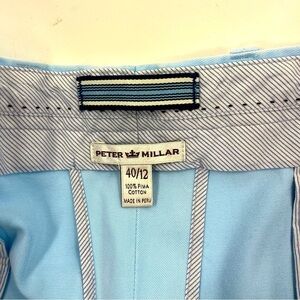 PETER MILLAR
40/12
100% PIMA
COTTON
MADE IN PERU